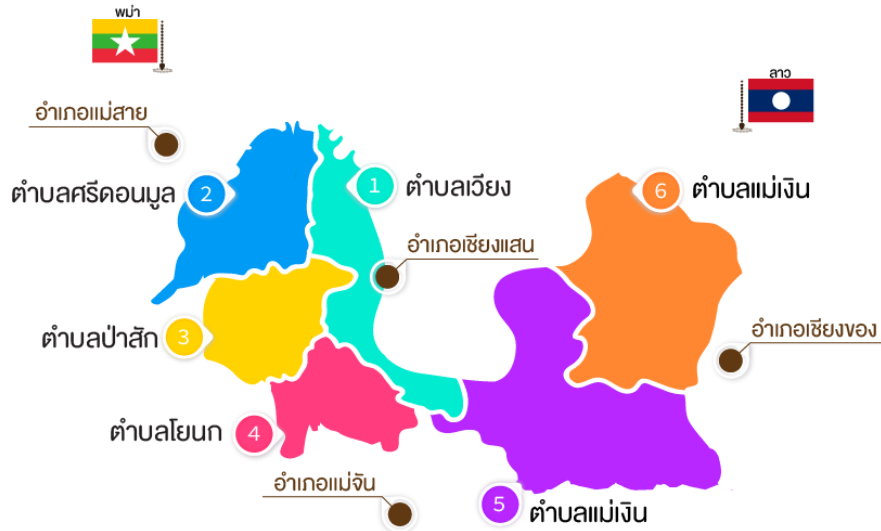 พม่า
ลาว
อำเภอแม่สาย
ตำบลศรีดอนมูล
2
1
ตำบลเวียง
6
ตำบลแม่เงิน
อำเภอเชียงแสน
ตำบลป่าสัก
3
อำเภอเชียงของ
ตำบลโยนก
4
อำเภอแม่จัน
5
ตำบลแม่เงิน